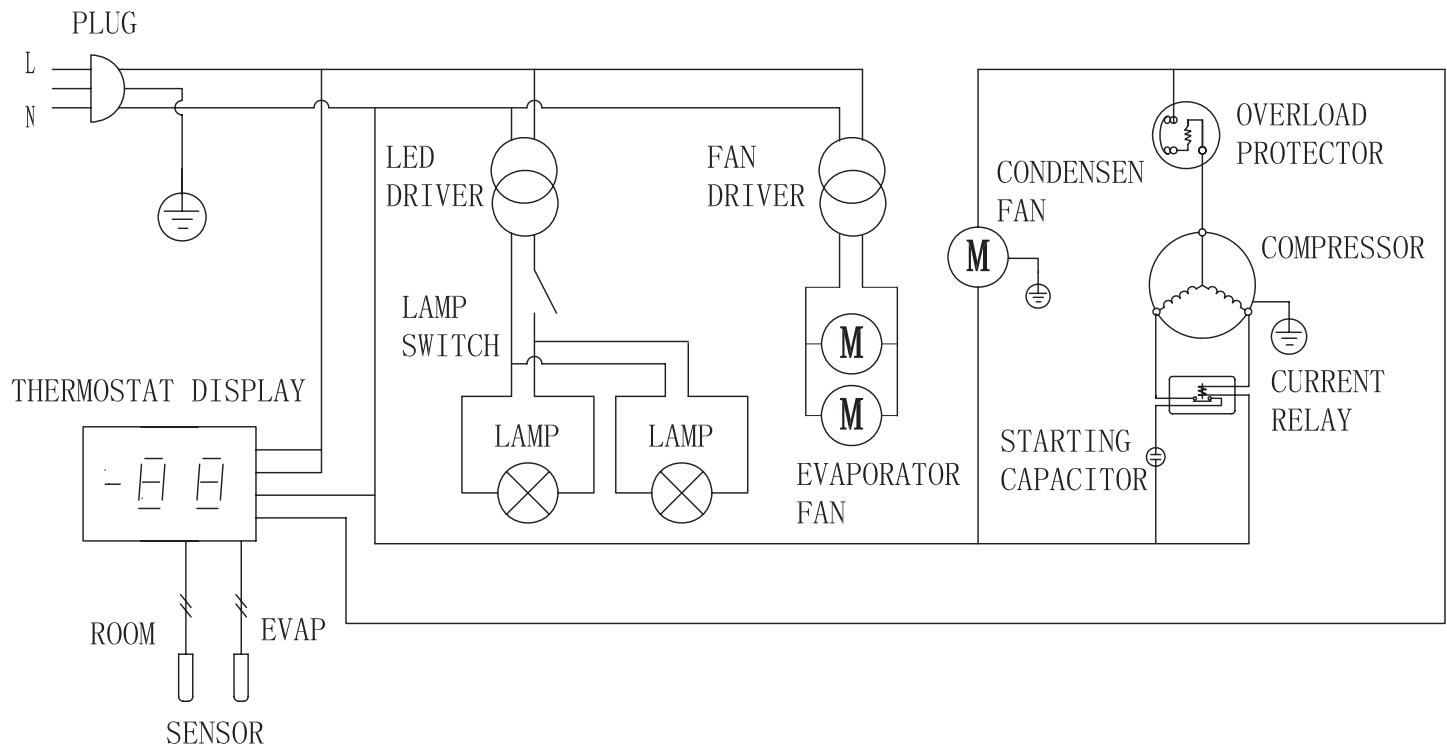 PLUG
L
N
LED
DRIVER
FAN
DRIVER
CONDENSEN
FAN
M
OVERLOAD
PROTECTOR
COMPRESSOR
LAMP
SWITCH
M
M
EVAPORATOR
FAN
CURRENT
RELAY
STARTING
CAPACITOR
THERMOSTAT DISPLAY
-88
LAMP
LAMP
ROOM
EVAP
SENSOR